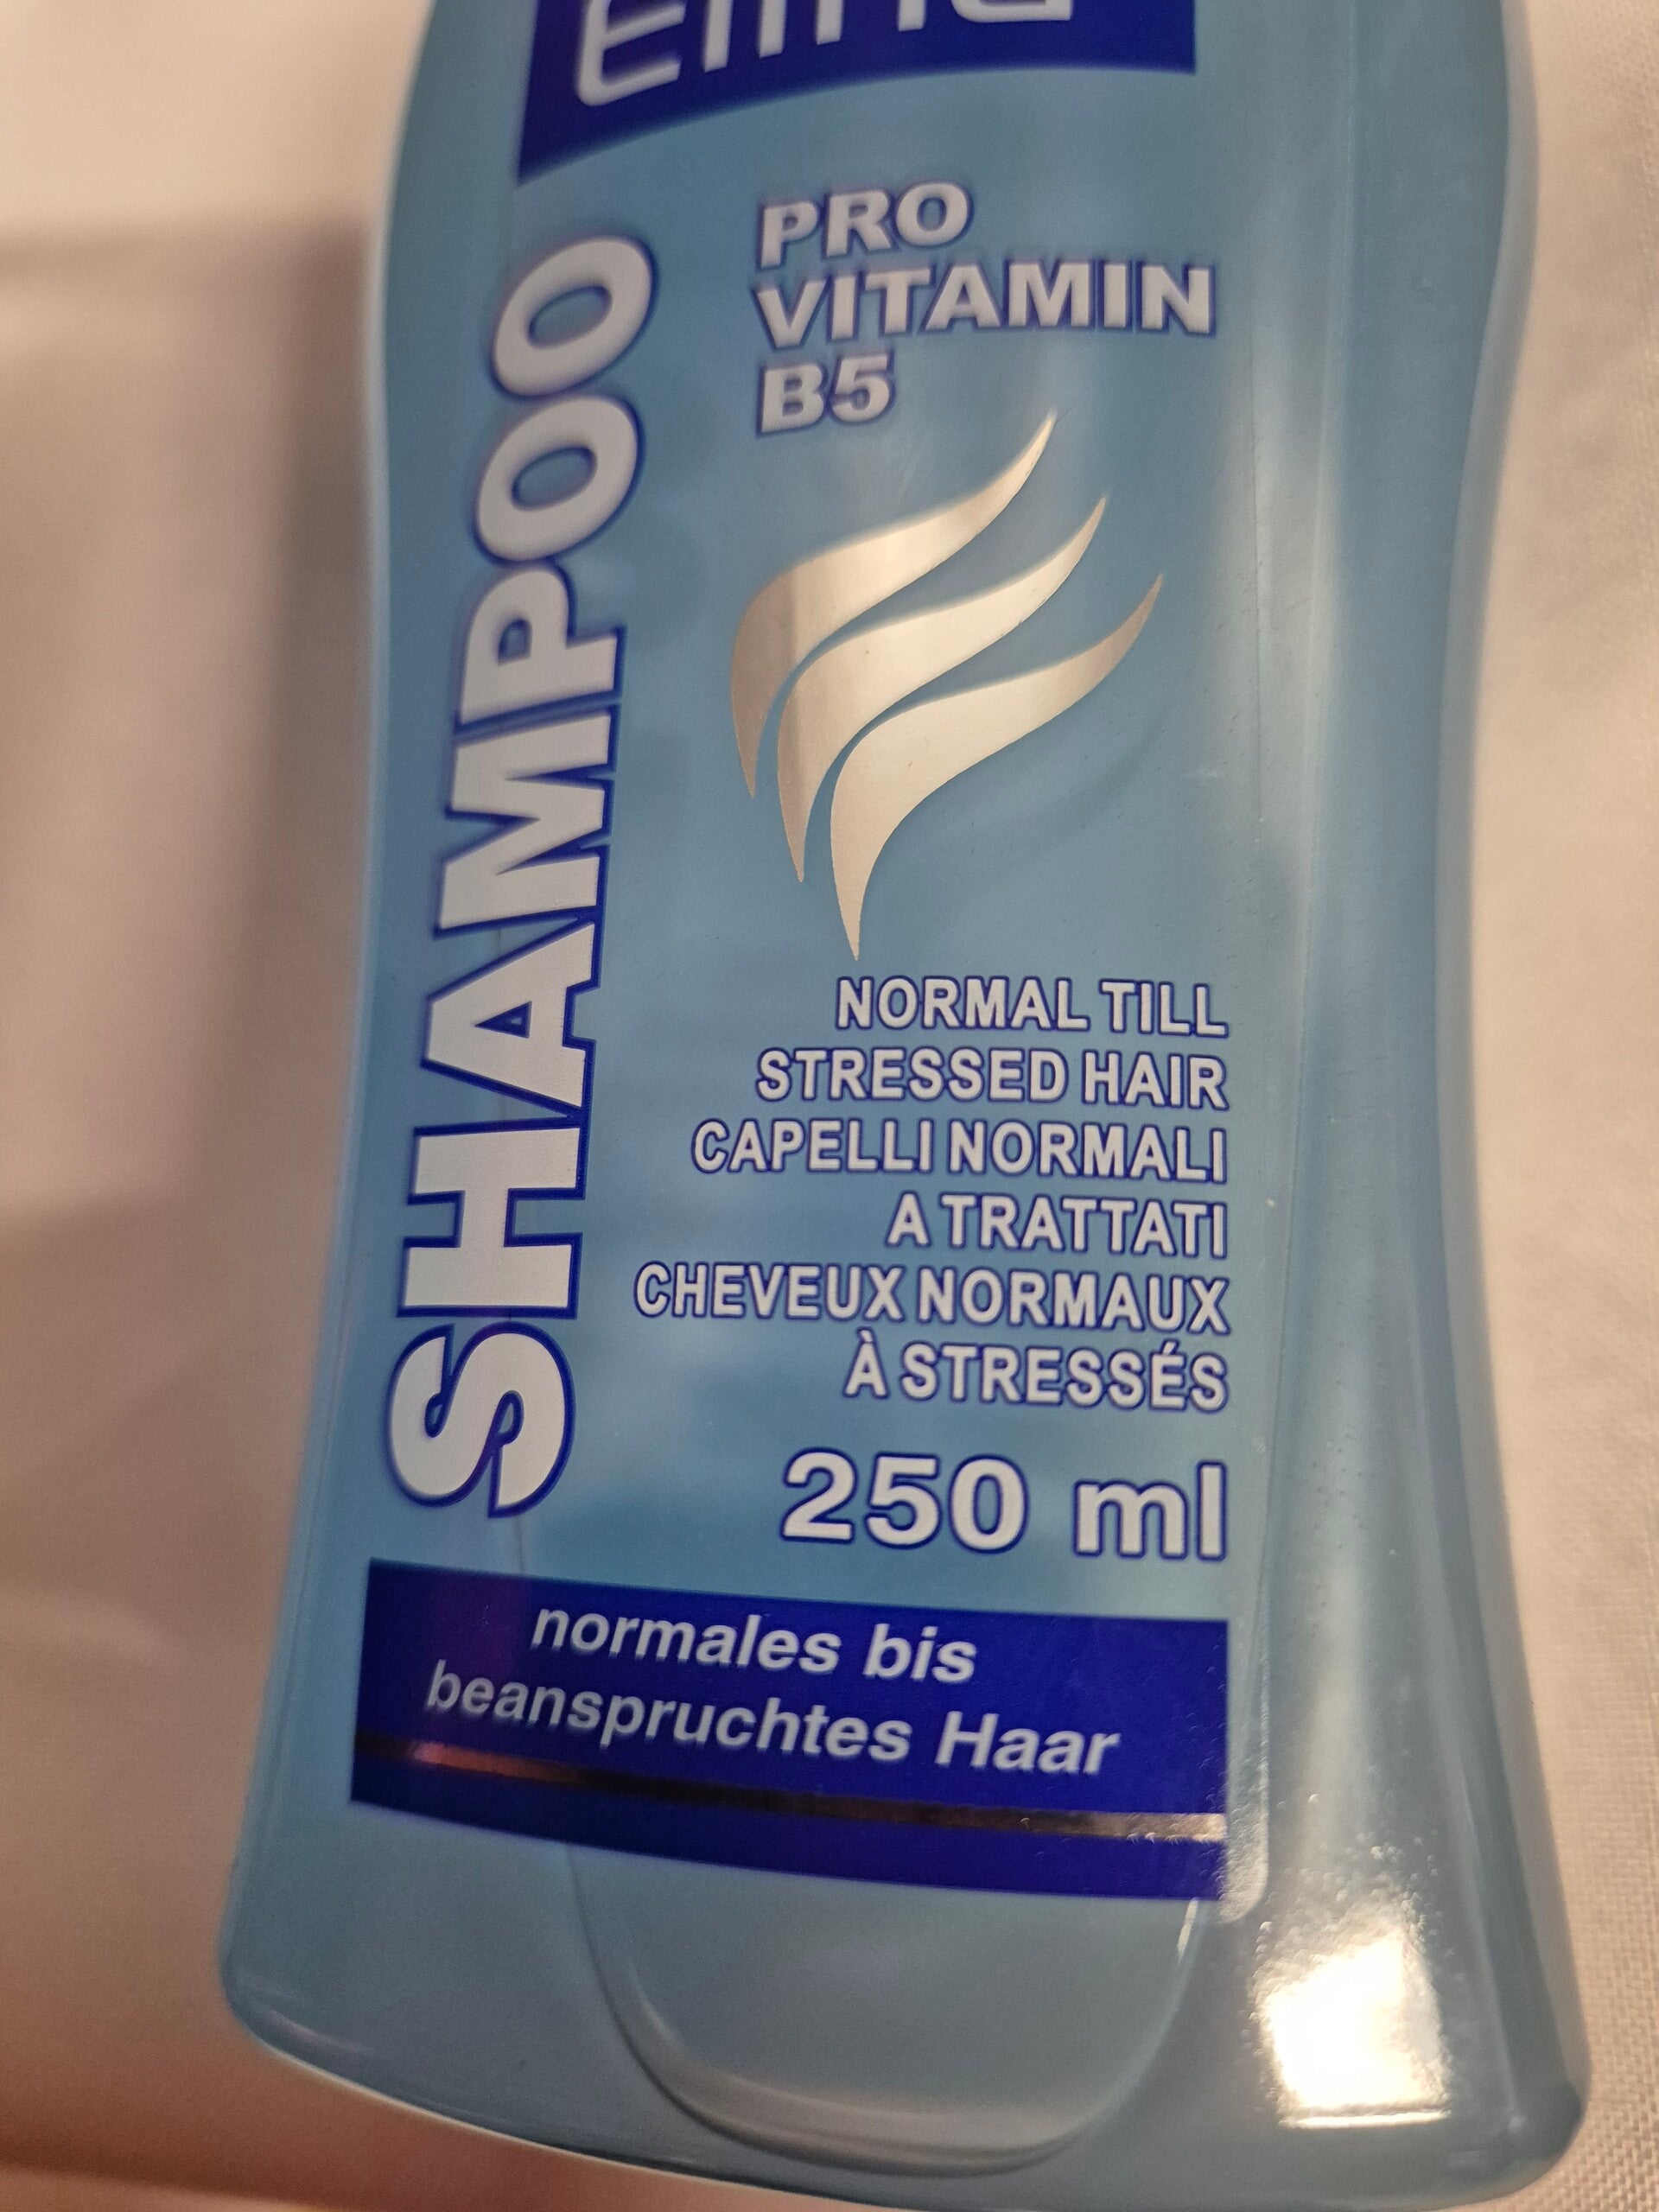 PRO
VITAMIN
B5
SHAMPOO
NORMAL TILL
STRESSED HAIR
CAPELLI NORMALI
A TRATTATI
CHEVEUX NORMAUX
À STRESSÉS
250 ml
normales bis
beanspruchtes Haar